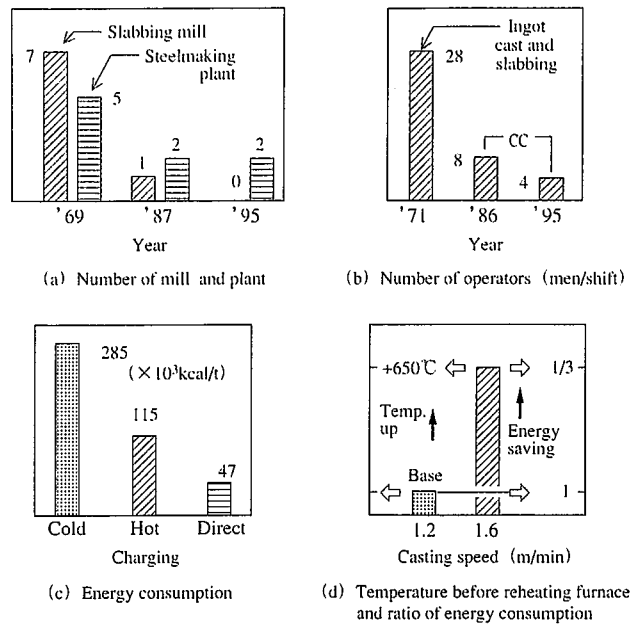 Slabbing mill
Steelmaking
plant
7
5
1
2
0
2
'69
'87
'95
Year
(a) Number of mill and plant
Ingot
cast and
slabbing
28
CC
8
4
'71
'86
'95
Year
(b) Number of operators (men/shift)
285
(×10³kcal/t)
115
47
Cold
Hot
Direct
Charging
(c) Energy consumption
+650℃
1/3
Temp.
up
Energy
saving
Base
1
1.2
1.6
Casting speed (m/min)
(d) Temperature before reheating furnace
and ratio of energy consumption